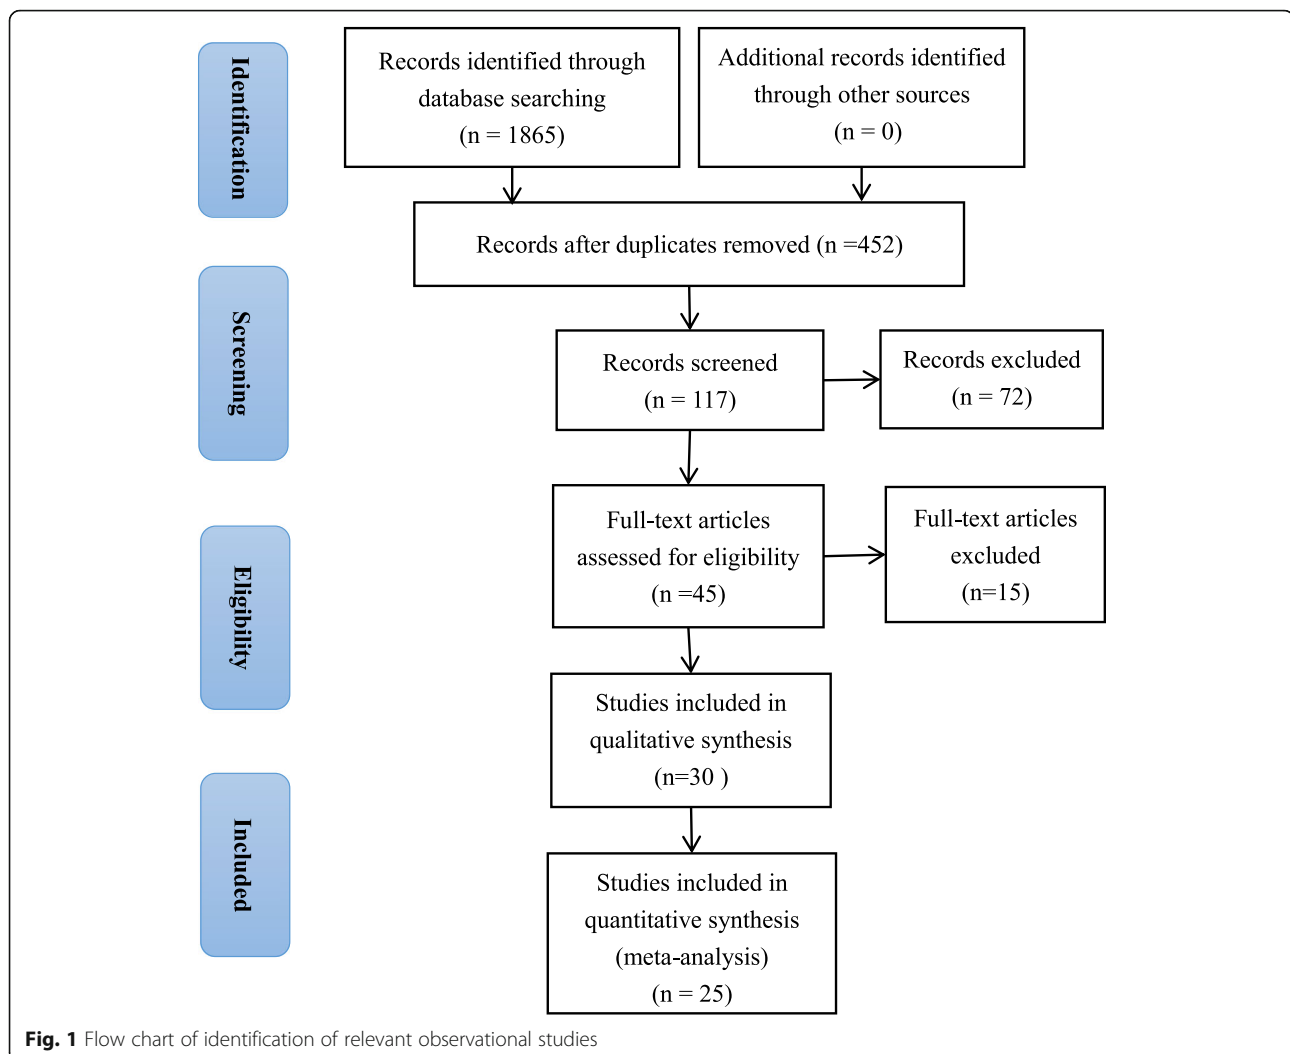 Identification
Records identified through
database searching
(n = 1865)
Additional records identified
through other sources
(n = 0)
Records after duplicates removed (n =452)
Screening
Records screened
(n = 117)
Records excluded
(n = 72)
Eligibility
Full-text articles
assessed for eligibility
(n =45)
Full-text articles
excluded
(n=15)
Studies included in
qualitative synthesis
(n=30 )
Included
Studies included in
quantitative synthesis
(meta-analysis)
(n = 25)
Fig. 1 Flow chart of identification of relevant observational studies